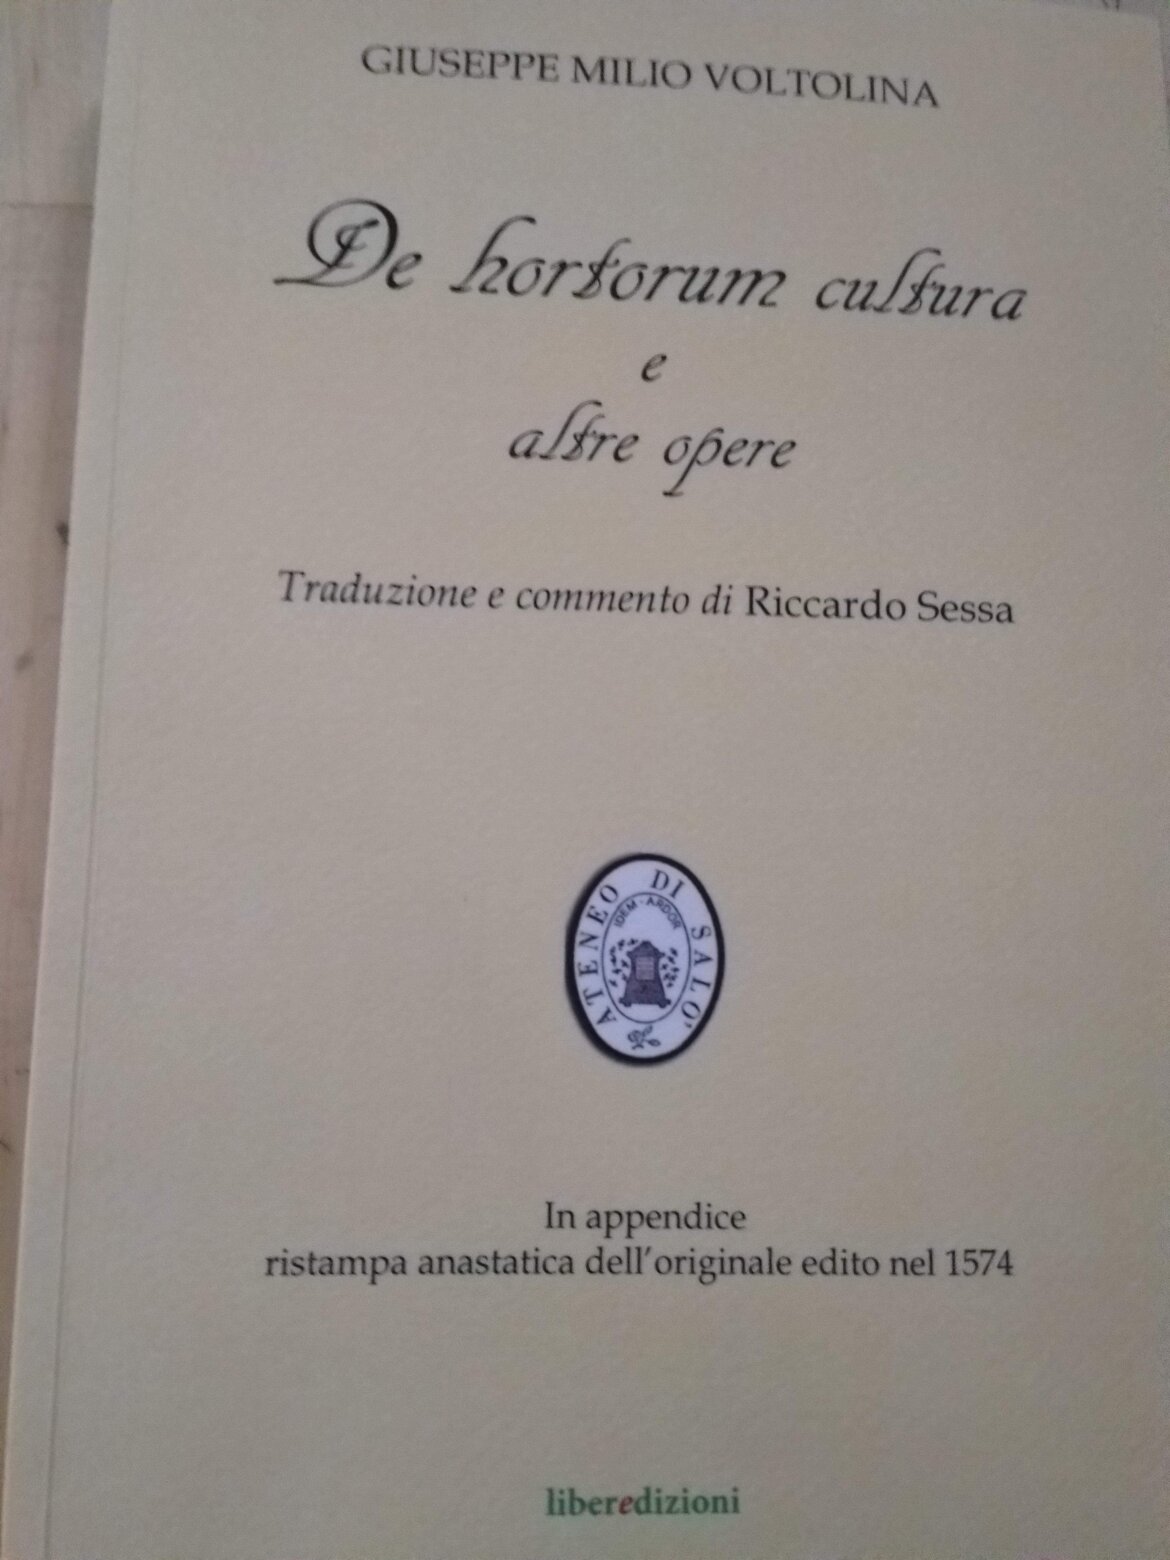 GIUSEPPE MILIO VOLTOLINA
De hortorum cultura
e
altre opere
Traduzione e commento di Riccardo Sessa
ATENEO DI SALO'
IDEM - ARDOR
In appendice
ristampa anastatica dell'originale edito nel 1574
liberedizioni